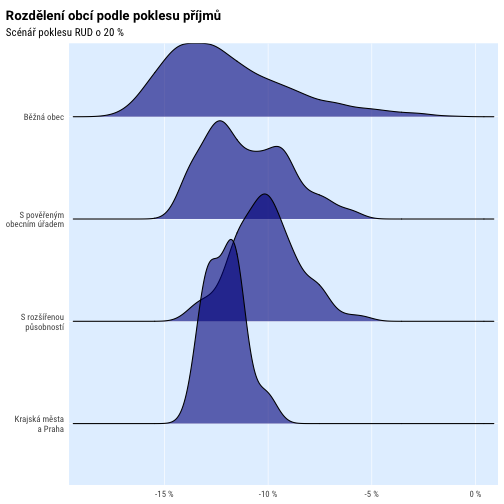 Rozdělení obcí podle poklesu příjmů
Scénář poklesu RUD o 20 %
Běžná obec
S pověřeným
obecním úřadem
S rozšířenou
působností
Krajská města
a Praha
-15 %
-10 %
-5 %
0 %